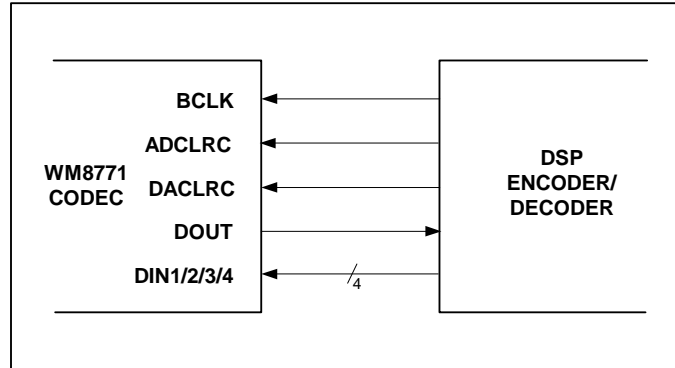 BCLK
ADCLRC
WM8771
CODEC
DACLRC
DOUT
DIN1/2/3/4
4
DSP
ENCODER/
DECODER